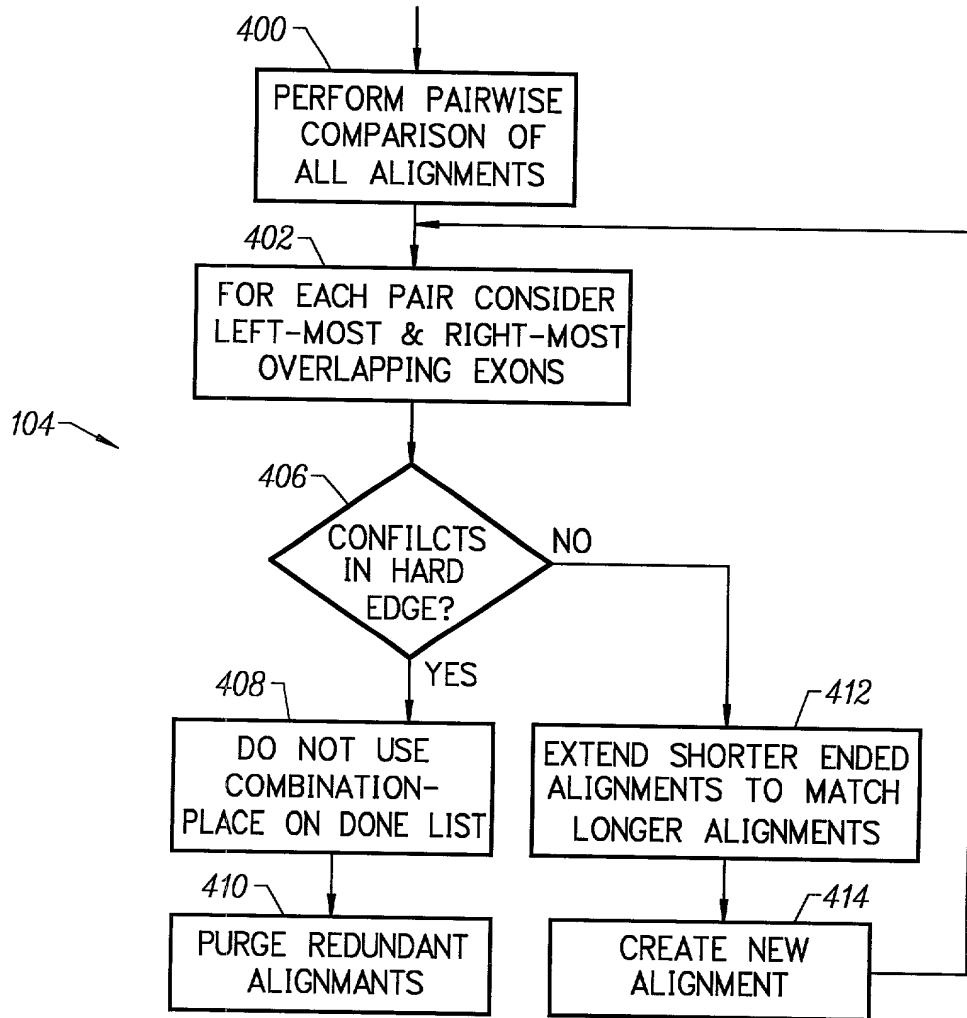 400
PERFORM PAIRWISE
COMPARISON OF
ALL ALIGNMENTS
402
FOR EACH PAIR CONSIDER
LEFT-MOST & RIGHT-MOST
OVERLAPPING EXONS
104
406
CONFILCTS
IN HARD
EDGE?
NO
YES
408
DO NOT USE
COMBINATION-
PLACE ON DONE LIST
412
EXTEND SHORTER ENDED
ALIGNMENTS TO MATCH
LONGER ALIGNMENTS
410
PURGE REDUNDANT
ALIGNMANTS
414
CREATE NEW
ALIGNMENT